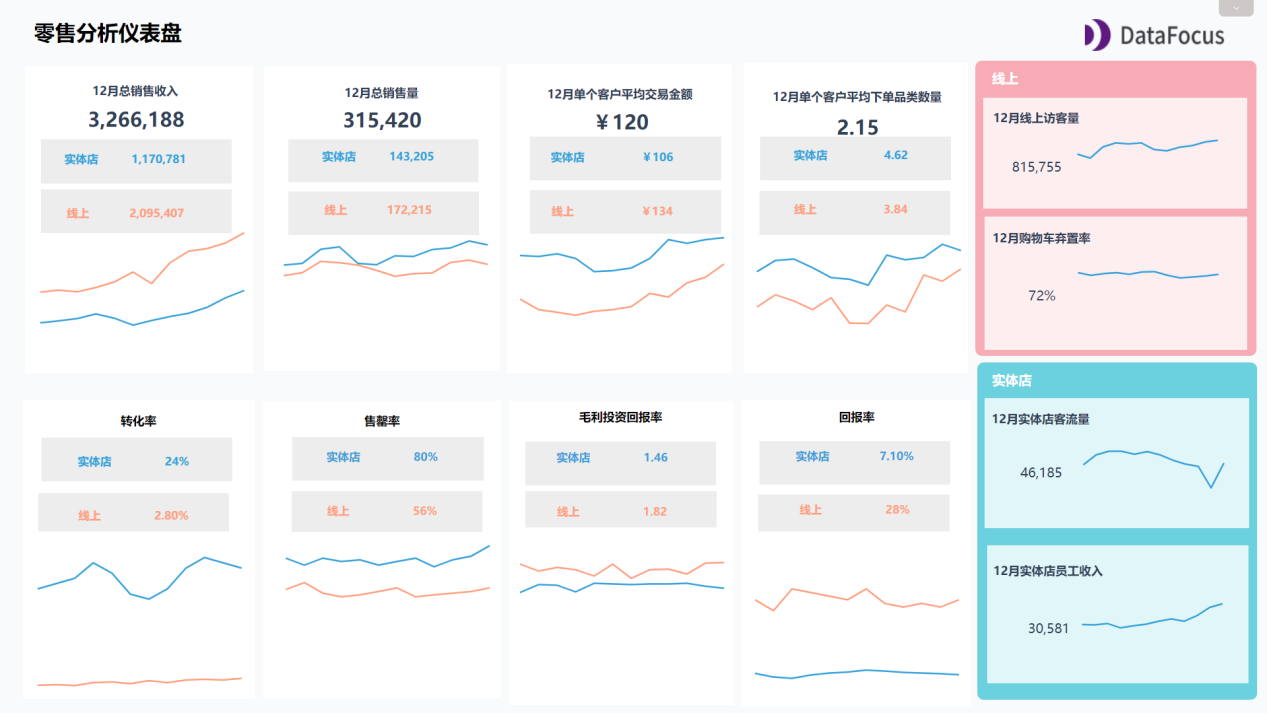 零售分析仪表盘
DataFocus
12月总销售收入
3,266,188
实体店 1,170,781
线上 2,095,407
12月总销售量
315,420
实体店 143,205
线上 172,215
12月单个客户平均交易金额
￥120
实体店 ￥106
线上 ￥134
12月单个客户平均下单品类数量
2.15
实体店 4.62
线上 3.84
线上
12月线上访客量
815,755
12月购物车弃置率
72%
转化率
实体店 24%
线上 2.80%
售罄率
实体店 80%
线上 56%
毛利投资回报率
实体店 1.46
线上 1.82
回报率
实体店 7.10%
线上 28%
实体店
12月实体店客流量
46,185
12月实体店员工收入
30,581